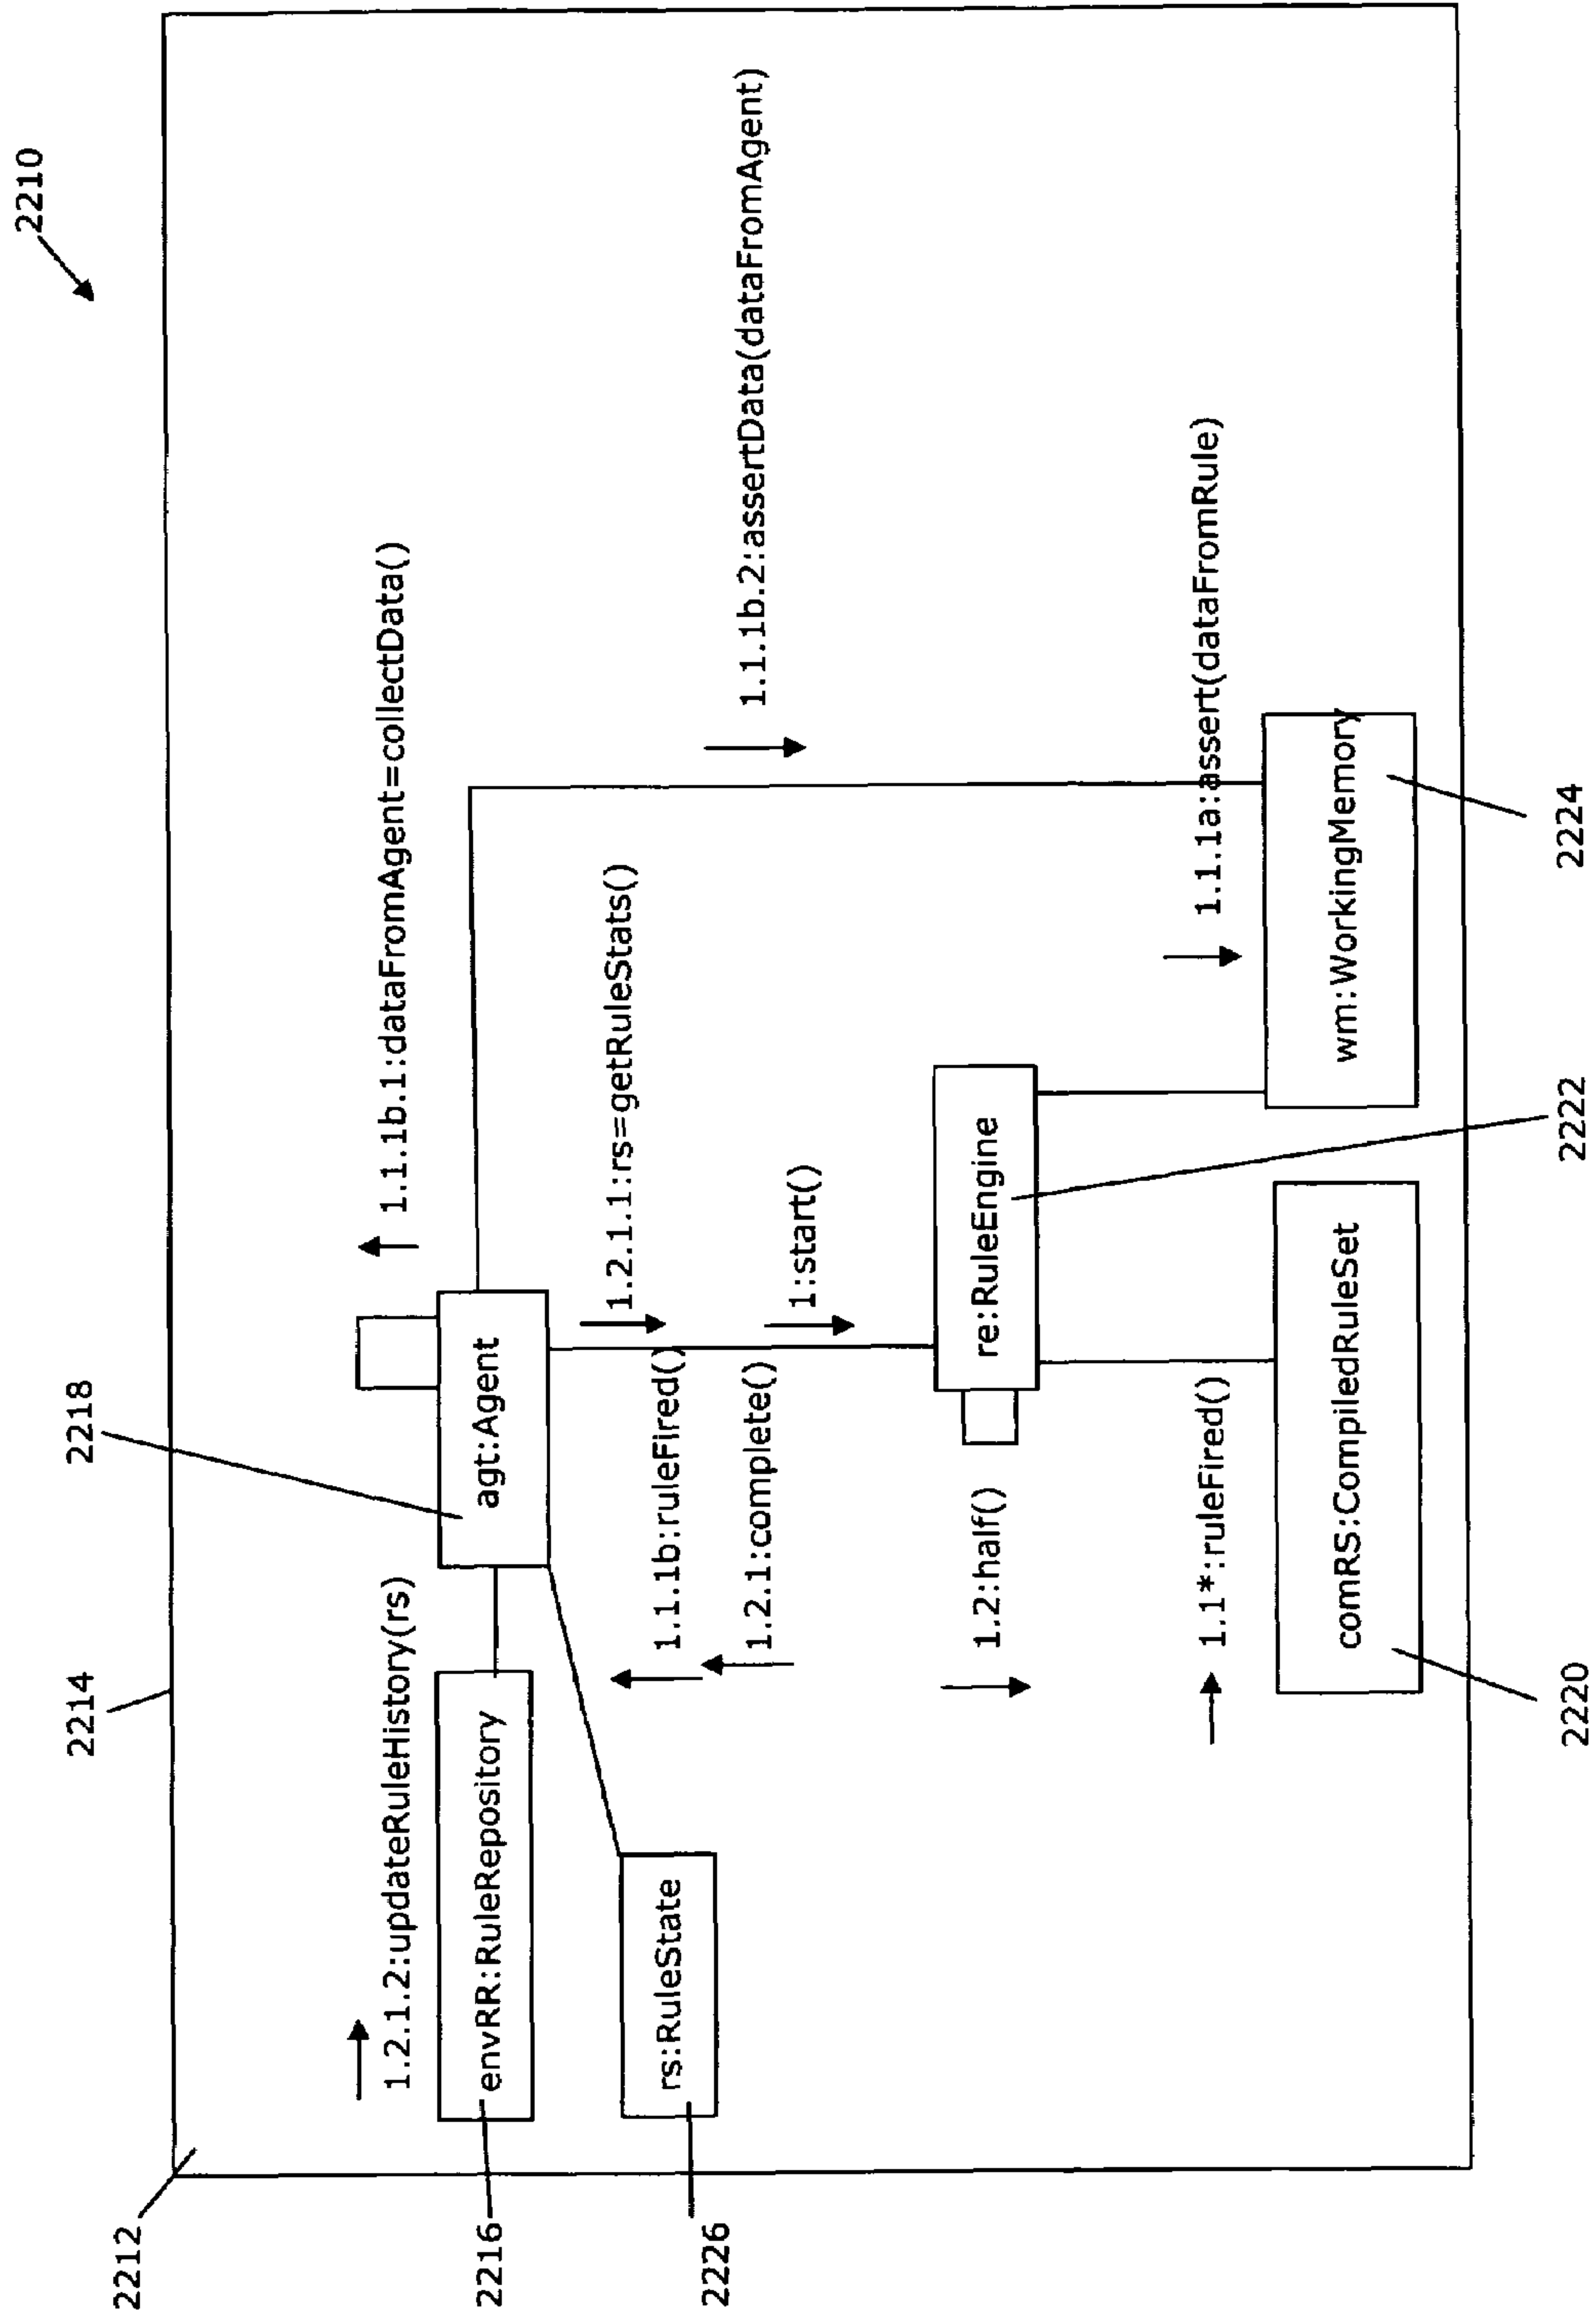 2210
2212
2214
2218
1.2.1.2:updateRuleHistory(rs)
1.1.1b.1:dataFromAgent=collectData()
2216
envRR:RuleRepository
agt:Agent
2226
rs:RuleState
1.2.1.1:rs=getRuleStats()
1.1.1b:ruleFired()
1.2.1:complete()
1:start()
1.1.1b.2:assertData(dataFromAgent)
1.2:half()
re:RuleEngine
1.1*:ruleFired()
1.1.1a:assert(dataFromRule)
comRS:CompiledRuleSet
wm:WorkingMemory
2220
2222
2224